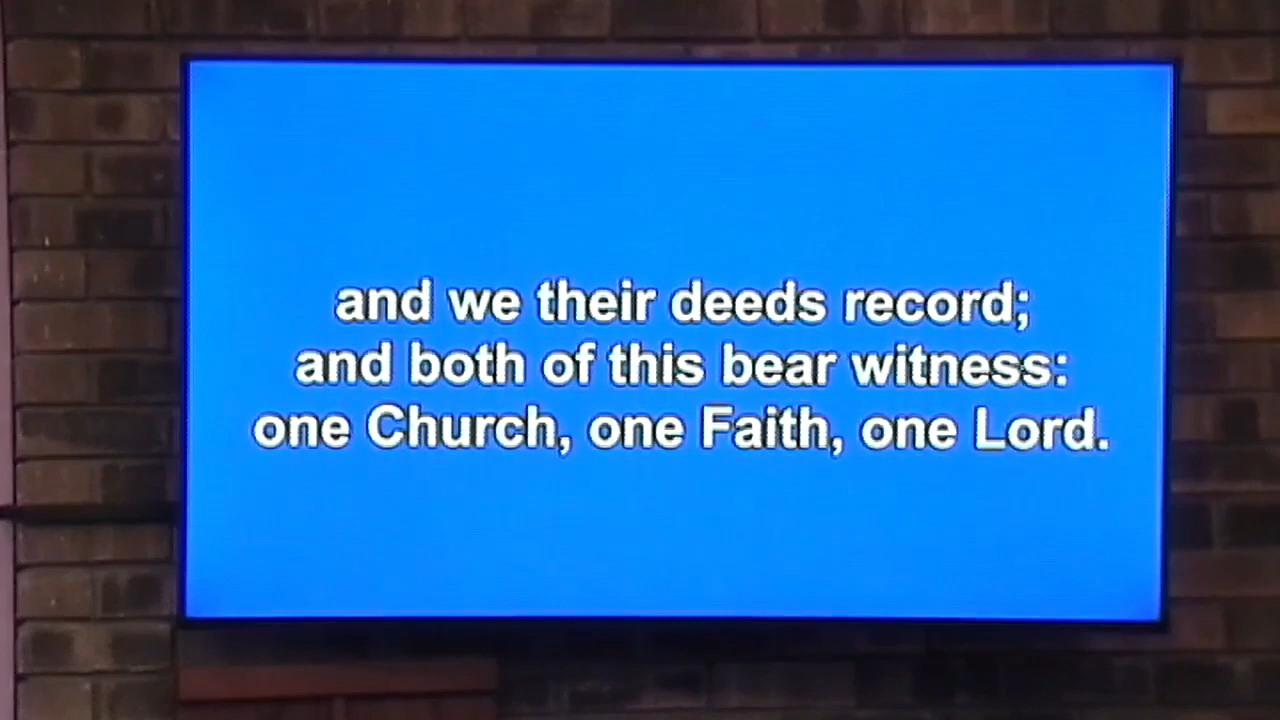 and we their deeds record;
and both of this bear witness:
one Church, one Faith, one Lord.